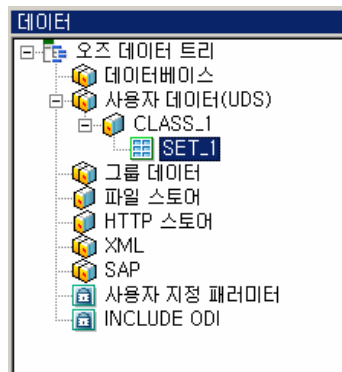 데이터
오즈 데이터 트리
데이터베이스
사용자 데이터(UDS)
CLASS_1
SET_1
그룹 데이터
파일 스토어
HTTP 스토어
XML
SAP
사용자 지정 패러미터
INCLUDE ODI